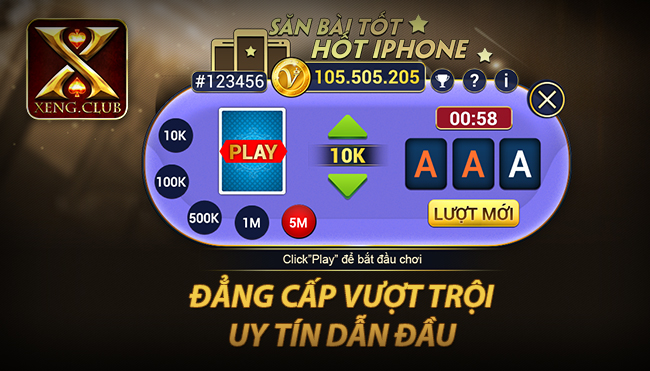 SĂN BÀI TỐT
HỐT IPHONE
XENG.CLUB
#123456
V
105.505.205
?
i
X
00:58
10K
100K
500K
1M
5M
PLAY
10K
A A A
LƯỢT MỚI
Click"Play" để bắt đầu chơi
ĐẲNG CẤP VƯỢT TRỘI
UY TÍN DẪN ĐẦU